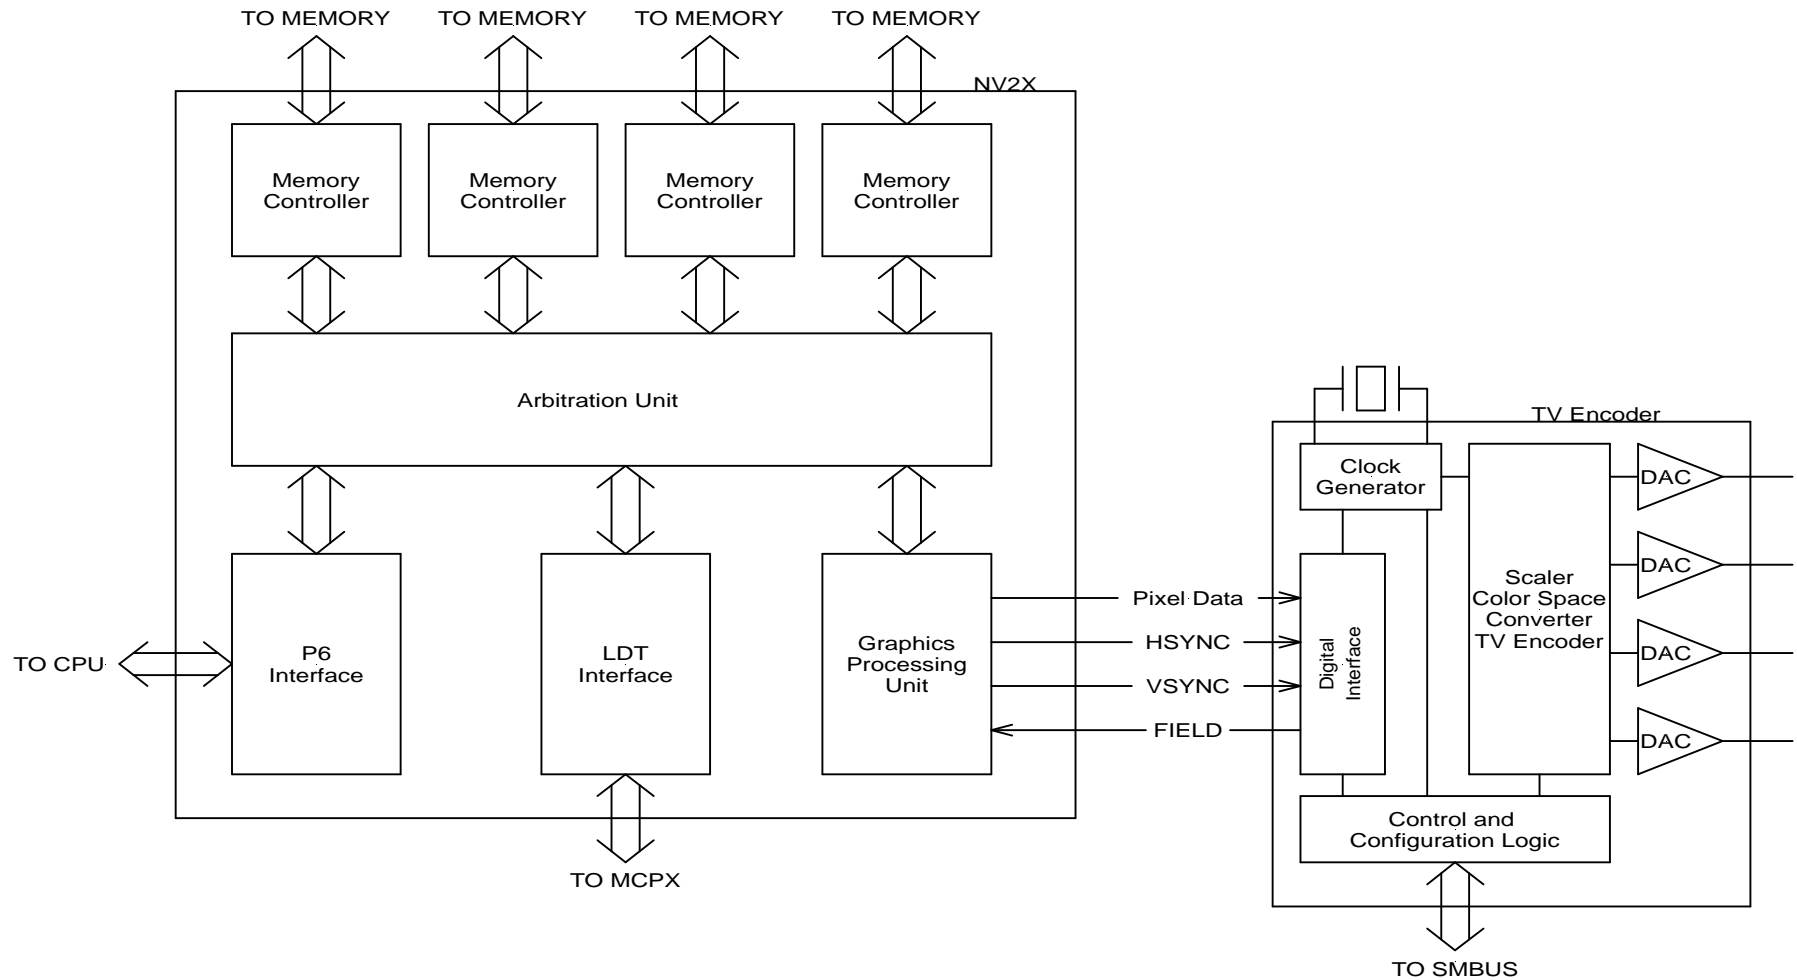 TO MEMORY
TO MEMORY
TO MEMORY
TO MEMORY
NV2X
Memory
Controller
Memory
Controller
Memory
Controller
Memory
Controller
Arbitration Unit
TO CPU
P6
Interface
LDT
Interface
Graphics
Processing
Unit
TO MCPX
Pixel Data
HSYNC
VSYNC
FIELD
TV Encoder
Clock
Generator
Digital
Interface
Scaler
Color Space
Converter
TV Encoder
DAC
DAC
DAC
DAC
Control and
Configuration Logic
TO SMBUS